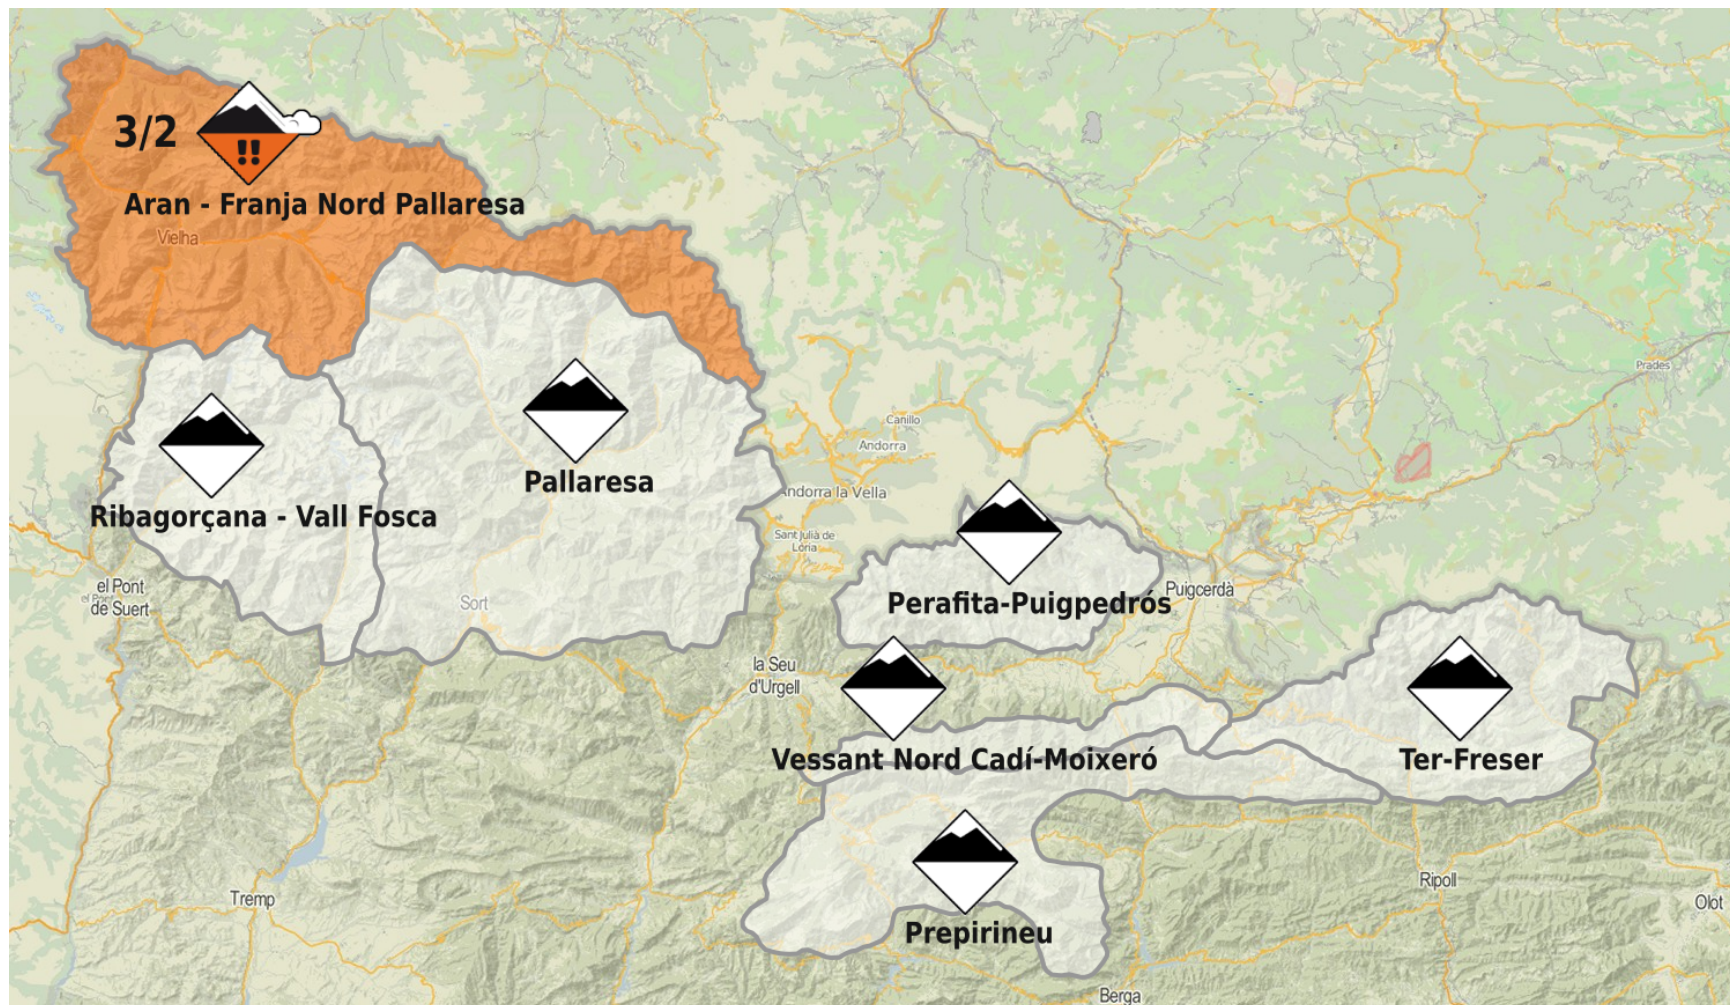 3/2
!!
Aran - Franja Nord Pallaresa
Vielha
Prades
Canillo
Andorra
Pallaresa
Andorra la Vella
Ribagorçana - Vall Fosca
Sant Julià de
Lòria
el Pont
de Suert
Puigcerdà
Perafita-Puigpedrós
Sort
la Seu
d'Urgell
Vessant Nord Cadí-Moixeró
Ter-Freser
Ripoll
Tremp
Olot
Prepirineu
Berga